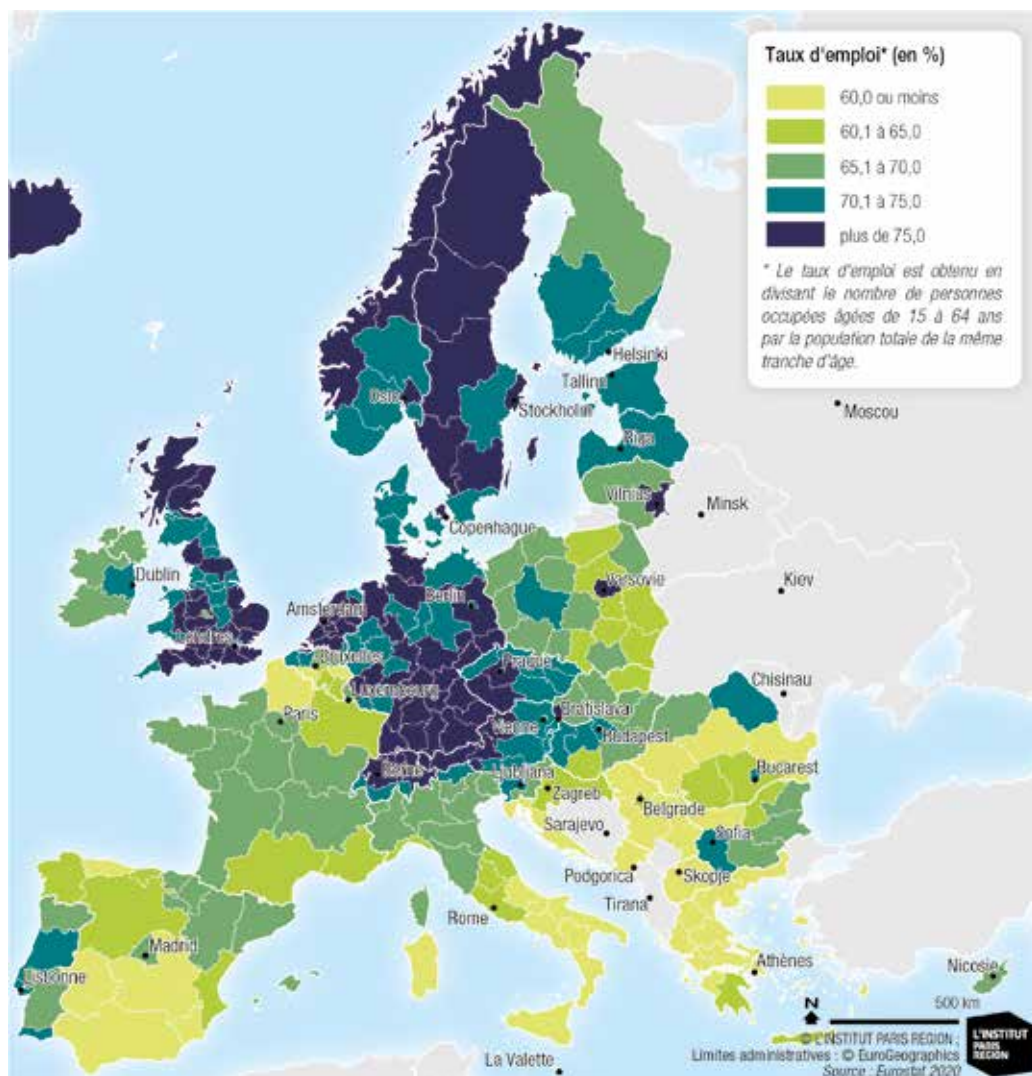 Taux d'emploi* (en %)
60,0 ou moins
60,1 à 65,0
65,1 à 70,0
70,1 à 75,0
plus de 75,0
* Le taux d'emploi est obtenu en
divisant le nombre de personnes
occupées âgées de 15 à 64 ans
par la population totale de la même
tranche d'âge.
Helsinki
Tallinn
Moscou
Oslo
Stockholm
Riga
Vilnius
Minsk
Copenhague
Dublin
Varsovie
Berlin
Kiev
Amsterdam
Londres
Bruxelles
Prague
Chisinau
Luxembourg
Paris
Bratislava
Vienne
Budapest
Berne
Ljubljana
Bucarest
Zagreb
Belgrade
Sarajevo
Sofia
Podgorica
Skopje
Rome
Tirana
Madrid
Lisbonne
Athènes
Nicosie
N
500 km
© L'INSTITUT PARIS REGION ;
Limites administratives : © EuroGeographics
Source : Eurostat 2020
L'INSTITUT
PARIS
REGION
La Valette